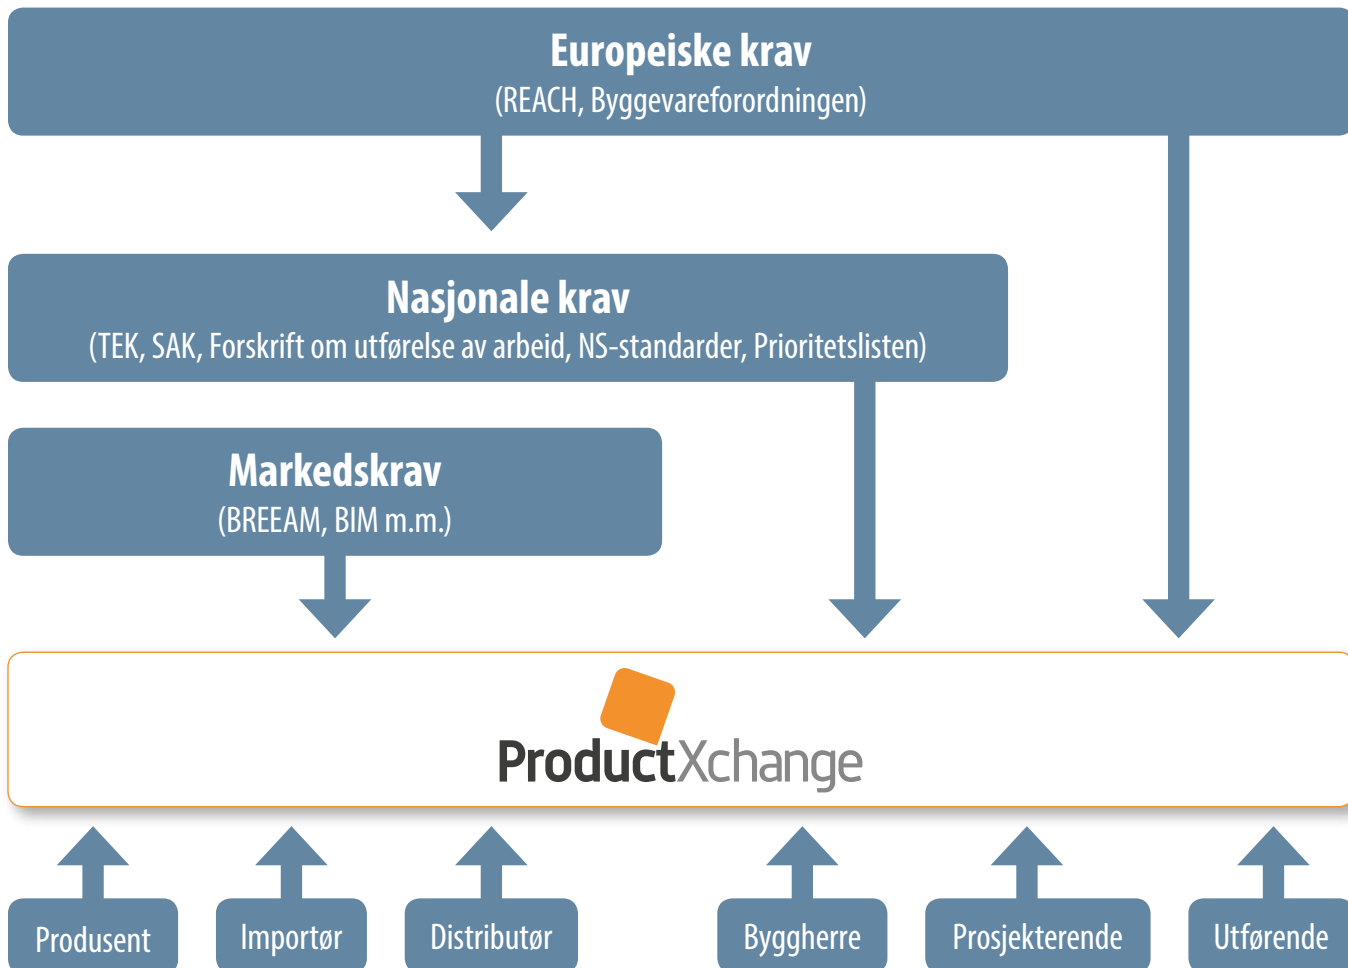 Europeiske krav
(REACH, Byggevareforordningen)
Nasjonale krav
(TEK, SAK, Forskrift om utførelse av arbeid, NS-standarder, Prioritetslisten)
Markedskrav
(BREEAM, BIM m.m.)
ProductXchange
Produsent
Importør
Distributør
Byggherre
Prosjekterende
Utførende